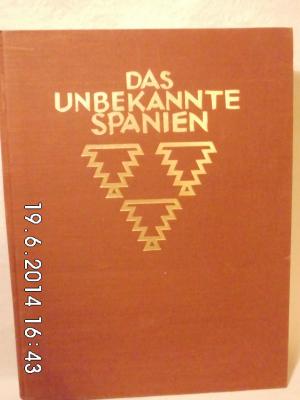 DAS
UNBEKANNTE
SPANIEN
19.6.2014 16:43